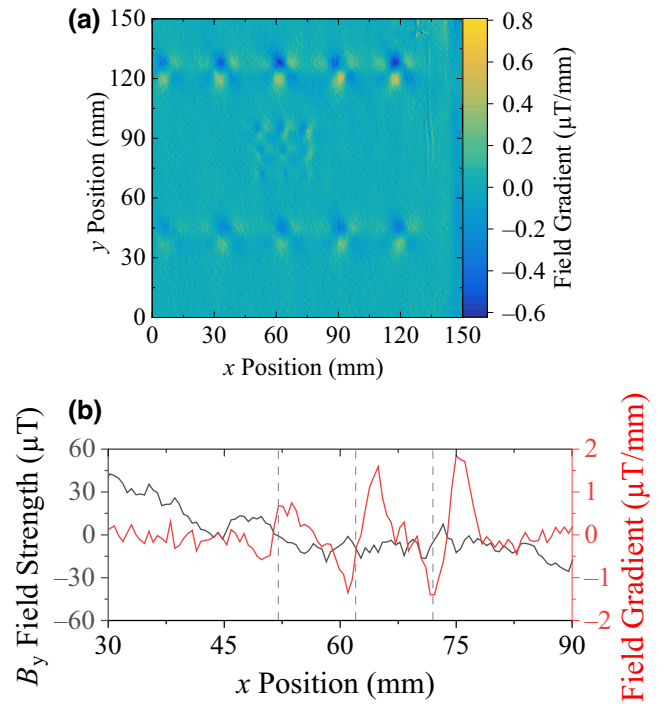 (a)
150
120
90
60
30
0
y Position (mm)
0 30 60 90 120 150
x Position (mm)
0.8
0.6
0.4
0.2
0.0
−0.2
−0.4
−0.6
Field Gradient (µT/mm)
(b)
60
30
0
−30
−60
B_y Field Strength (µT)
2
1
0
−1
−2
Field Gradient (µT/mm)
30 45 60 75 90
x Position (mm)